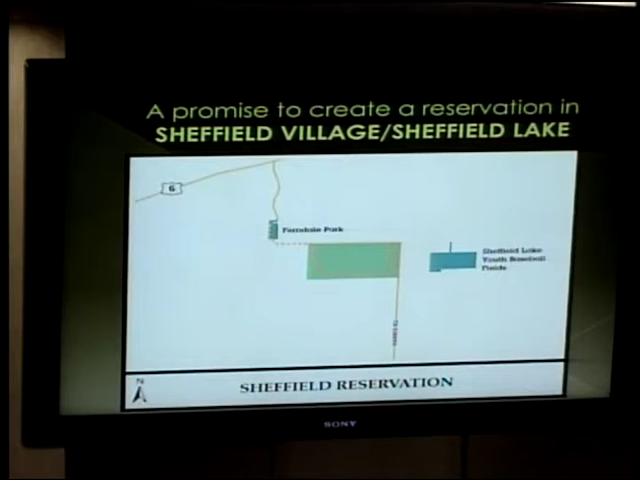 A promise to create a reservation in
SHEFFIELD VILLAGE/SHEFFIELD LAKE
6
Ferndale Park
Sheffield Lake
Youth Baseball
Fields
N
SHEFFIELD RESERVATION
SONY